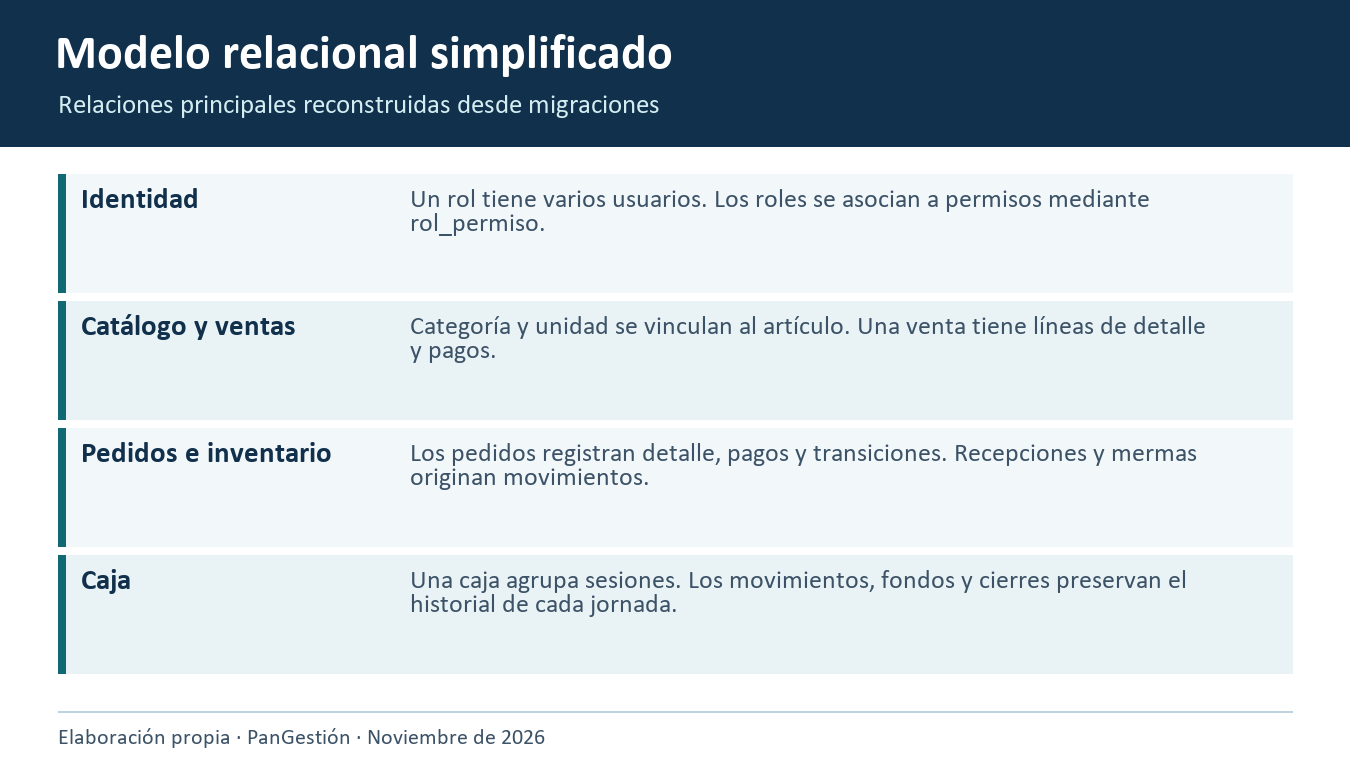 Modelo relacional simplificado
Relaciones principales reconstruidas desde migraciones
Identidad
Un rol tiene varios usuarios. Los roles se asocian a permisos mediante
rol_permiso.
Catálogo y ventas
Categoría y unidad se vinculan al artículo. Una venta tiene líneas de detalle
y pagos.
Pedidos e inventario
Los pedidos registran detalle, pagos y transiciones. Recepciones y mermas
originan movimientos.
Caja
Una caja agrupa sesiones. Los movimientos, fondos y cierres preservan el
historial de cada jornada.
Elaboración propia · PanGestión · Noviembre de 2026